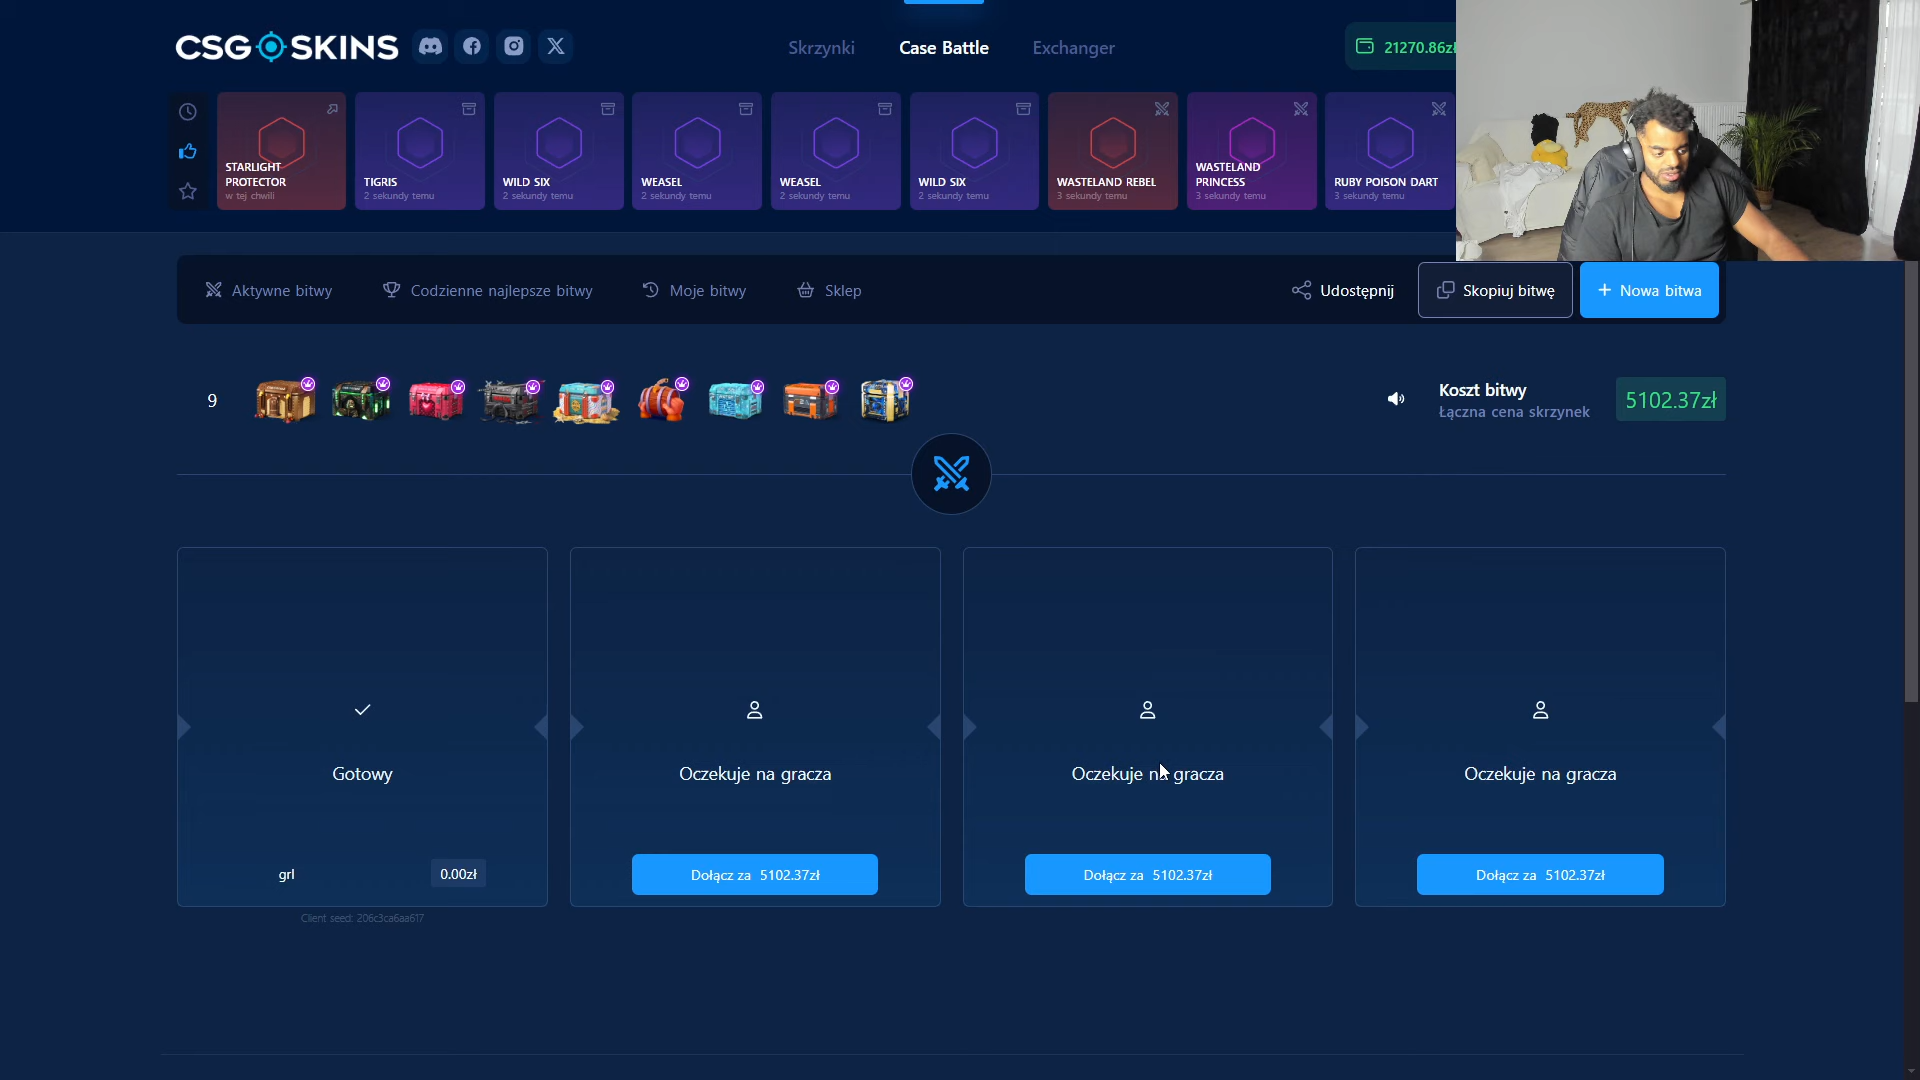 CSGOSKINS
Skrzynki
Case Battle
Exchanger
21270.86zł
STARLIGHT
PROTECTOR
w tej chwili
TIGRIS
2 sekundy temu
WILD SIX
2 sekundy temu
WEASEL
2 sekundy temu
WEASEL
2 sekundy temu
WILD SIX
2 sekundy temu
WASTELAND REBEL
3 sekundy temu
WASTELAND
PRINCESS
3 sekundy temu
RUBY POISON DART
3 sekundy temu
Aktywne bitwy
Codzienne najlepsze bitwy
Moje bitwy
Sklep
Udostępnij
Skopiuj bitwę
+ Nowa bitwa
9
Koszt bitwy
Łączna cena skrzynek
5102.37zł
Gotowy
Oczekuje na gracza
Oczekuje na gracza
Oczekuje na gracza
grl
0.00zł
Dołącz za 5102.37zł
Dołącz za 5102.37zł
Dołącz za 5102.37zł
Client seed: 206c3ca6aa617